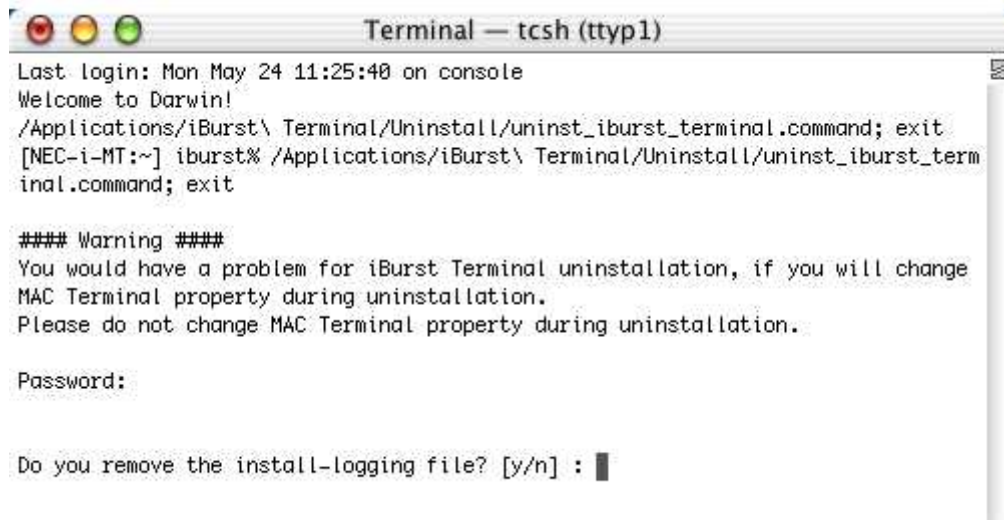 Terminal — tcsh (ttyp1)
Last login: Mon May 24 11:25:40 on console
Welcome to Darwin!
/Applications/iBurst\ Terminal/Uninstall/uninst_iburst_terminal.command; exit
[NEC-i-MT:~] iburst% /Applications/iBurst\ Terminal/Uninstall/uninst_iburst_term
inal.command; exit
#### Warning ####
You would have a problem for iBurst Terminal uninstallation, if you will change
MAC Terminal property during uninstallation.
Please do not change MAC Terminal property during uninstallation.
Password:
Do you remove the install-logging file? [y/n] :